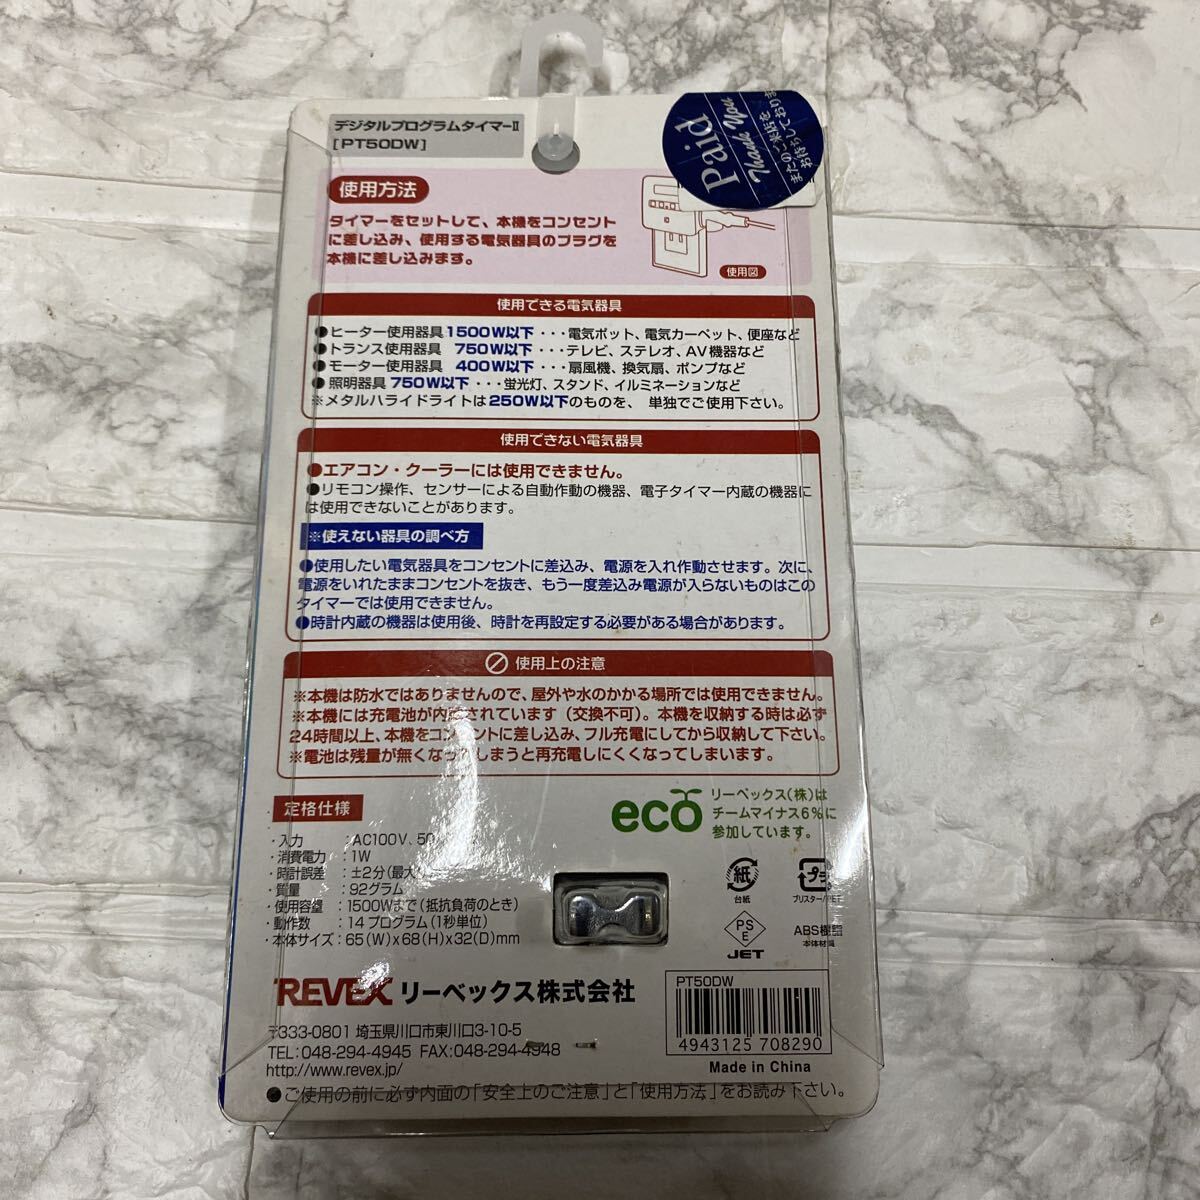 デジタルプログラムタイマーⅡ
[PT50DW]
Paid
Thank You
またのご来店を
お待ちしております
使用方法
タイマーをセットして、本機をコンセント
に差し込み、使用する電気器具のプラグを
本機に差し込みます。
使用図
使用できる電気器具
●ヒーター使用器具1500W以下・・・電気ポット、電気カーペット、便座など
●トランス使用器具 750W以下・・・テレビ、ステレオ、AV機器など
●モーター使用器具 400W以下・・・扇風機、換気扇、ポンプなど
●照明器具750W以下・・・蛍光灯、スタンド、イルミネーションなど
※メタルハライドライトは250W以下のものを、単独でご使用下さい。
使用できない電気器具
●エアコン・クーラーには使用できません。
●リモコン操作、センサーによる自動作動の機器、電子タイマー内蔵の機器に
は使用できないことがあります。
※使えない器具の調べ方
●使用したい電気器具をコンセントに差込み、電源を入れ作動させます。次に、
電源をいれたままコンセントを抜き、もう一度差込み電源が入らないものはこの
タイマーでは使用できません。
●時計内蔵の機器は使用後、時計を再設定する必要がある場合があります。
使用上の注意
※本機は防水ではありませんので、屋外や水のかかる場所では使用できません。
※本機には充電池が内蔵されています(交換不可)。本機を収納する時は必ず
24時間以上、本機をコンセントに差し込み、フル充電にしてから収納して下さい。
※電池は残量が無くなってしまうと再充電しにくくなってしまいます。
定格仕様
eco
リーベックス(株)は
チームマイナス6%に
参加しています。
・入力 :AC100V、50
・消費電力 :1W
・時計誤差 :±2分(最大)
・質量 :92グラム
・使用容量 :1500Wまで(抵抗負荷のとき)
・動作数 :14プログラム(1秒単位)
・本体サイズ:65(W)x68(H)x32(D)mm
紙
台紙
プラ
ブリスター/PET
PS
E
JET
ABS樹脂
本体材質
REVEX リーベックス株式会社
〒333-0801 埼玉県川口市東川口3-10-5
TEL:048-294-4945 FAX:048-294-4948
http://www.revex.jp/
PT50DW
4943125 708290
Made in China
●ご使用の前に必ず内面の「安全上のご注意」と「使用方法」をお読み下さい。